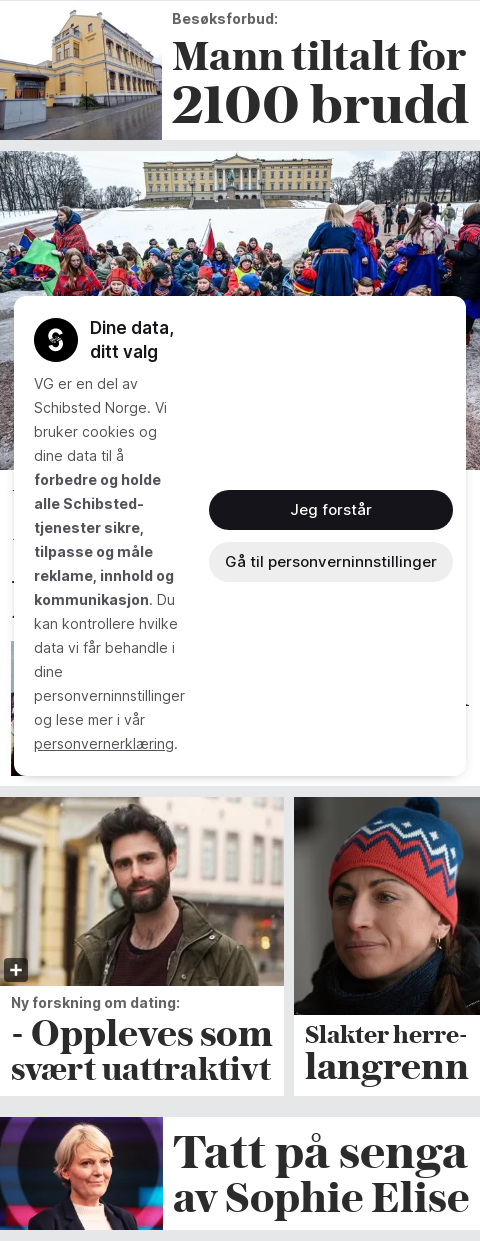 Besøksforbud:
Mann tiltalt for
2100 brudd
Dine data,
ditt valg
VG er en del av
Schibsted Norge. Vi
bruker cookies og
dine data til å
forbedre og holde
alle Schibsted-
tjenester sikre,
tilpasse og måle
reklame, innhold og
kommunikasjon. Du
kan kontrollere hvilke
data vi får behandle i
dine
personverninnstillinger
og lese mer i vår
personvernerklæring.
Jeg forstår
Gå til personverninnstillinger
Ny forskning om dating:
- Oppleves som
svært uattraktivt
Slakter herre-
langrenn
Tatt på senga
av Sophie Elise